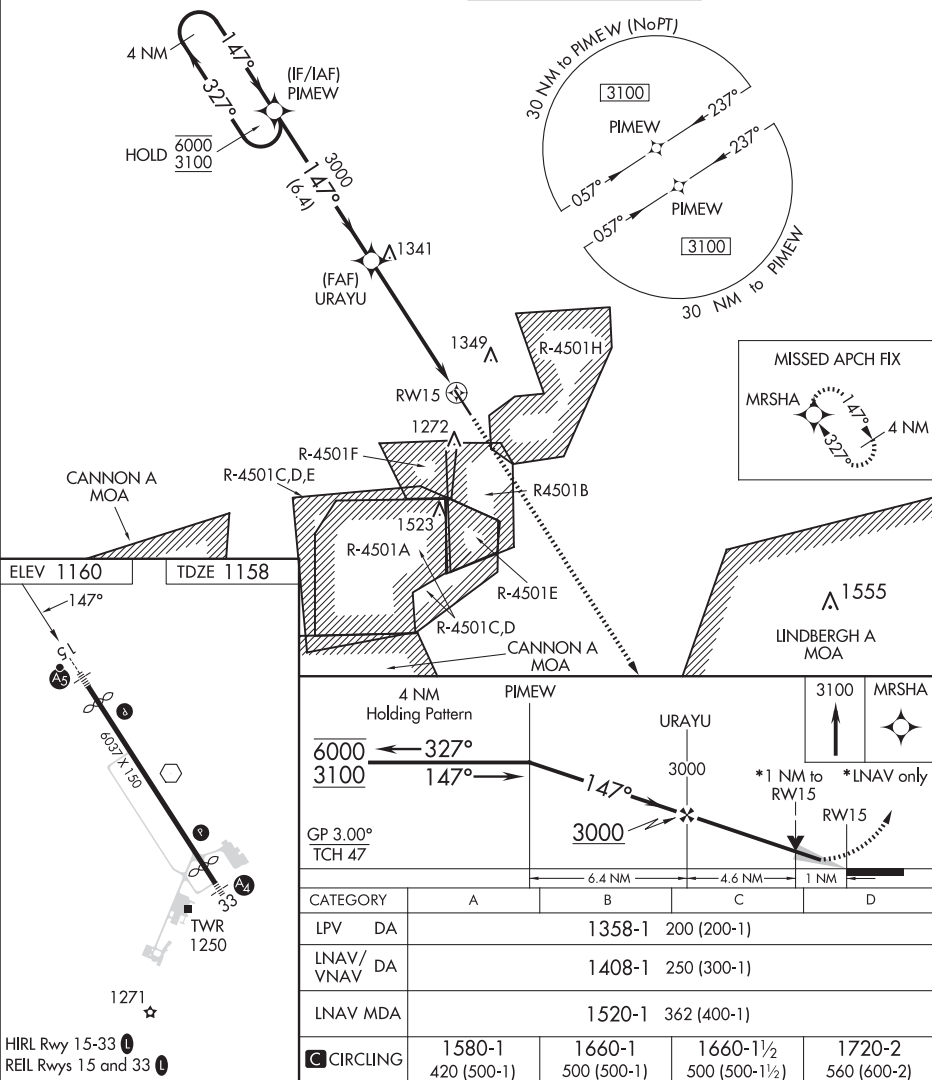 4 NM
147°
327°
(IF/IAF)
PIMEW
HOLD 6000
3100
3000
147°
(6.4)
(FAF)
URAYU
1341
30 NM to PIMEW (NoPT)
3100
PIMEW
237°
057°
237°
057°
PIMEW
3100
30 NM to PIMEW
1349
R-4501H
RW15
1272
R-4501F
R-4501C,D,E
R4501B
CANNON A
MOA
1523
R-4501A
R-4501E
R-4501C,D
CANNON A
MOA
MISSED APCH FIX
MRSHA
147°
4 NM
327°
1555
LINDBERGH A
MOA
ELEV 1160
TDZE 1158
147°
15
A5
P
6037 X 150
P
A4
33
TWR
1250
1271
HIRL Rwy 15-33 L
REIL Rwys 15 and 33 L
4 NM
Holding Pattern
PIMEW
URAYU
3100
MRSHA
6000
3100
327°
147°
147°
3000
3000
*1 NM to
RW15
*LNAV only
RW15
GP 3.00°
TCH 47
6.4 NM
4.6 NM
1 NM
CATEGORY A B C D
LPV DA 1358-1 200 (200-1)
LNAV/
VNAV DA 1408-1 250 (300-1)
LNAV MDA 1520-1 362 (400-1)
C CIRCLING 1580-1 1660-1 1660-1½ 1720-2
420 (500-1) 500 (500-1) 500 (500-1½) 560 (600-2)